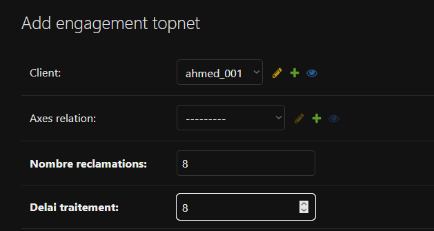 Add engagement topnet
Client: ahmed_001
Axes relation: ---------
Nombre reclamations: 8
Delai traitement: 8